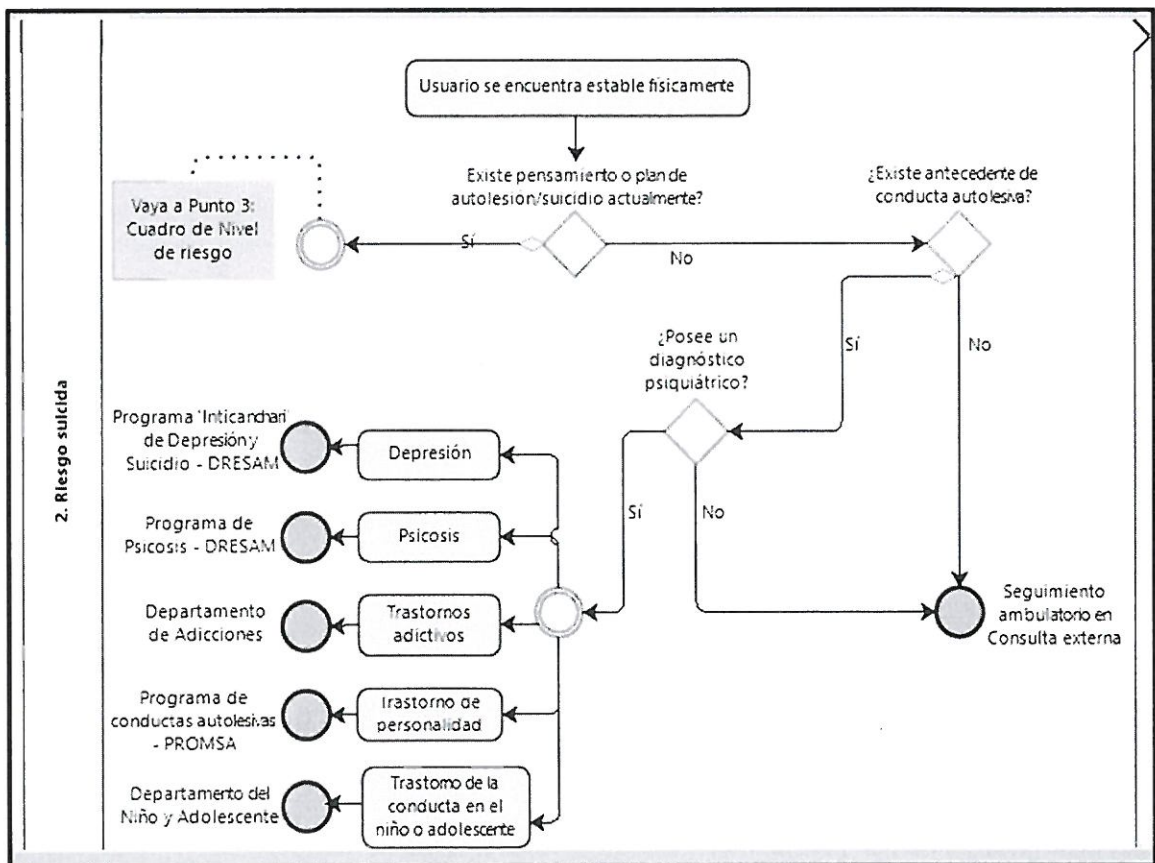 2. Riesgo suicida
Usuario se encuentra estable físicamente
Existe pensamiento o plan de
autolesión/suicidio actualmente?
¿Existe antecedente de
conducta autolesiva?
Vaya a Punto 3:
Cuadro de Nivel
de riesgo
Sí
No
¿Posee un
diagnóstico
psiquiátrico?
Sí
No
Sí
No
Programa 'Inticanchari'
de Depresión y
Suicidio - DRESAM
Depresión
Programa de
Psicosis - DRESAM
Psicosis
Departamento
de Adicciones
Trastornos
adictivos
Seguimiento
ambulatorio en
Consulta externa
Programa de
conductas autolesivas
- PROMSA
Trastorno de
personalidad
Departamento del
Niño y Adolescente
Trastorno de la
conducta en el
niño o adolescente